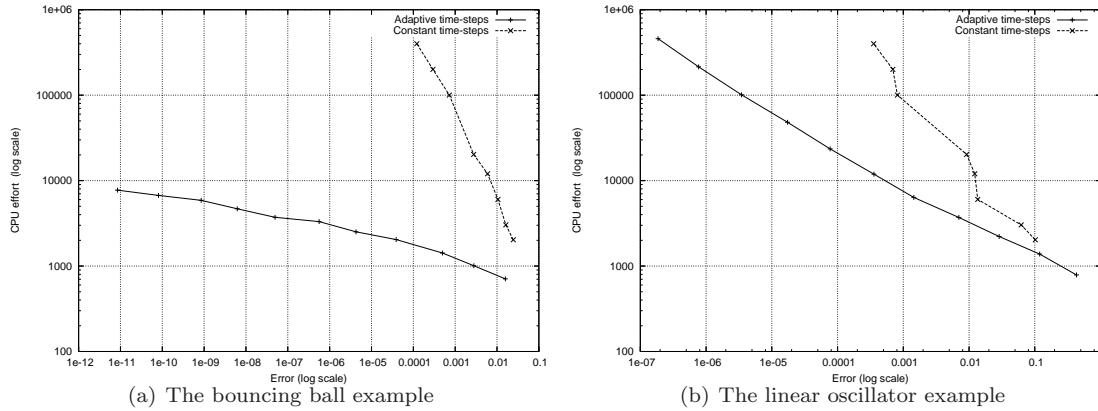 1e+06
100000
10000
1000
100
CPU effort (log scale)
Adaptive time-steps
Constant time-steps
1e-12 1e-11 1e-10 1e-09 1e-08 1e-07 1e-06 1e-05 0.0001 0.001 0.01 0.1
Error (log scale)
(a) The bouncing ball example
1e+06
100000
10000
1000
100
CPU effort (log scale)
Adaptive time-steps
Constant time-steps
1e-07 1e-06 1e-05 0.0001 0.001 0.01 0.1
Error (log scale)
(b) The linear oscillator example